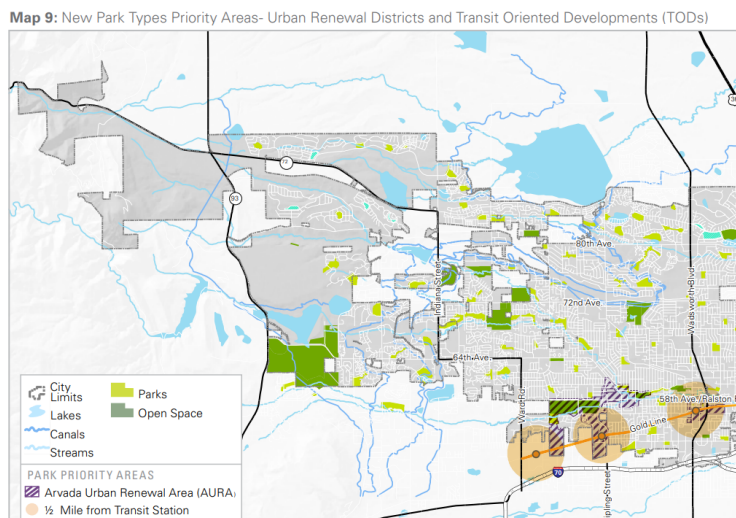 Map 9: New Park Types Priority Areas- Urban Renewal Districts and Transit Oriented Developments (TODs)
72
93
80th Ave.
Indiana Street
Wadsworth Blvd
72nd Ave.
64th Ave.
58th Ave./Ralston
Ward Rd
Gold Line
70
pling Street
City
Limits
Lakes
Canals
Streams
Parks
Open Space
PARK PRIORITY AREAS
Arvada Urban Renewal Area (AURA)
½ Mile from Transit Station